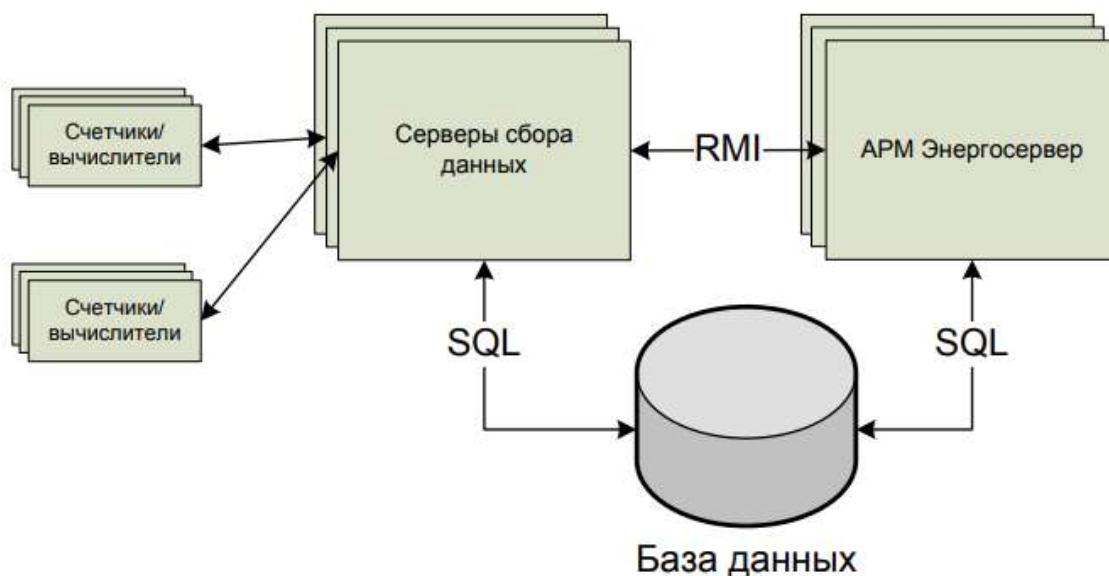 Счетчики/
вычислители
Серверы сбора
данных
RMI
АРМ Энергосервер
Счетчики/
вычислители
SQL
SQL
База данных